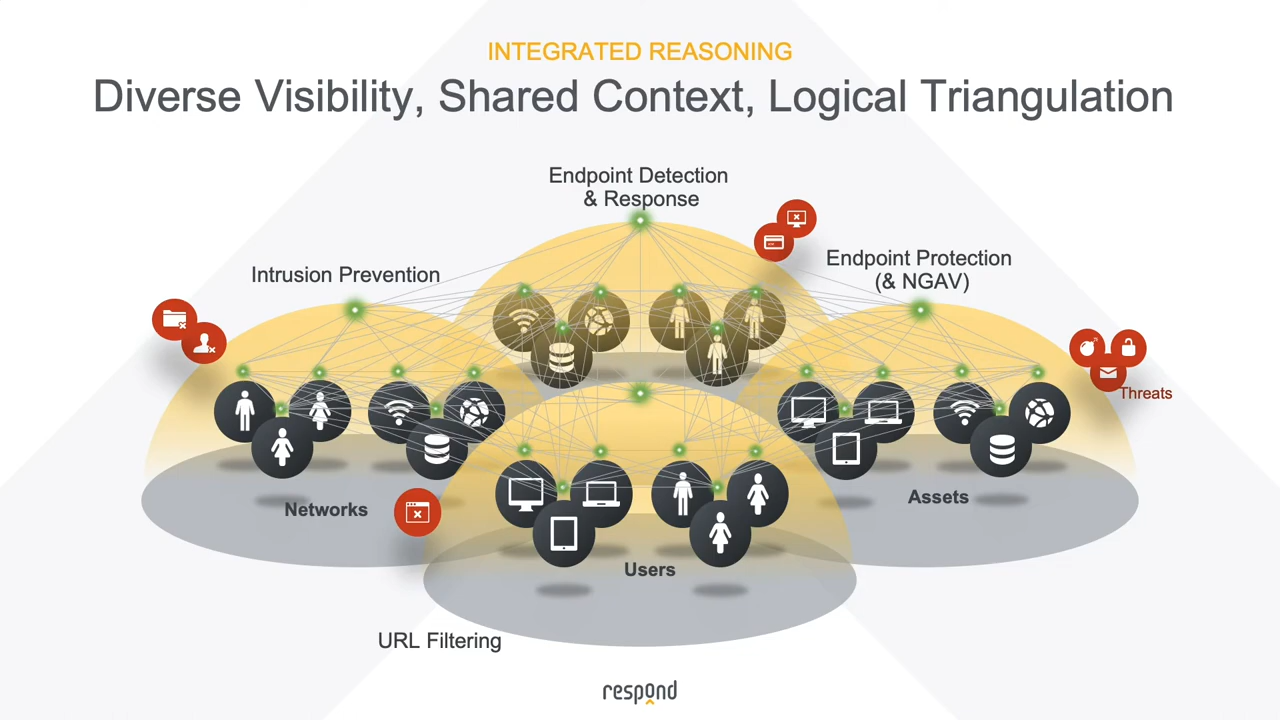 INTEGRATED REASONING
Diverse Visibility, Shared Context, Logical Triangulation
Endpoint Detection
& Response
Intrusion Prevention
Endpoint Protection
(& NGAV)
Threats
Networks
Assets
Users
URL Filtering
respond